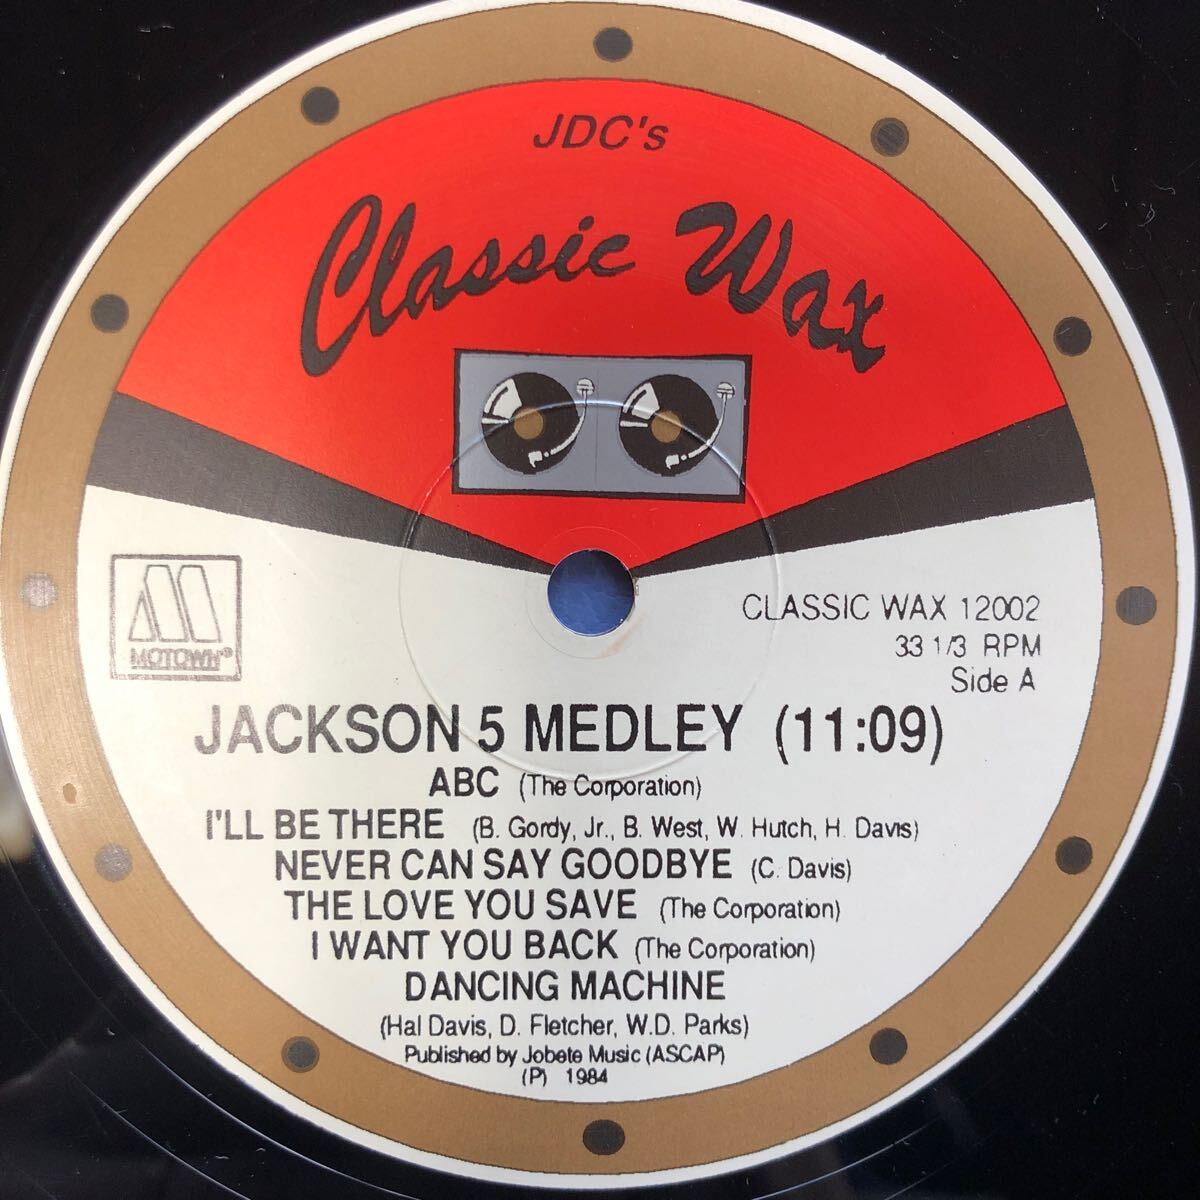 JDC's
Classic Wax
MOTOWN®
CLASSIC WAX 12002
33 1/3 RPM
Side A
JACKSON 5 MEDLEY (11:09)
ABC (The Corporation)
I'LL BE THERE (B. Gordy, Jr., B. West, W. Hutch, H. Davis)
NEVER CAN SAY GOODBYE (C. Davis)
THE LOVE YOU SAVE (The Corporation)
I WANT YOU BACK (The Corporation)
DANCING MACHINE
(Hal Davis, D. Fletcher, W.D. Parks)
Published by Jobete Music (ASCAP)
(P) 1984